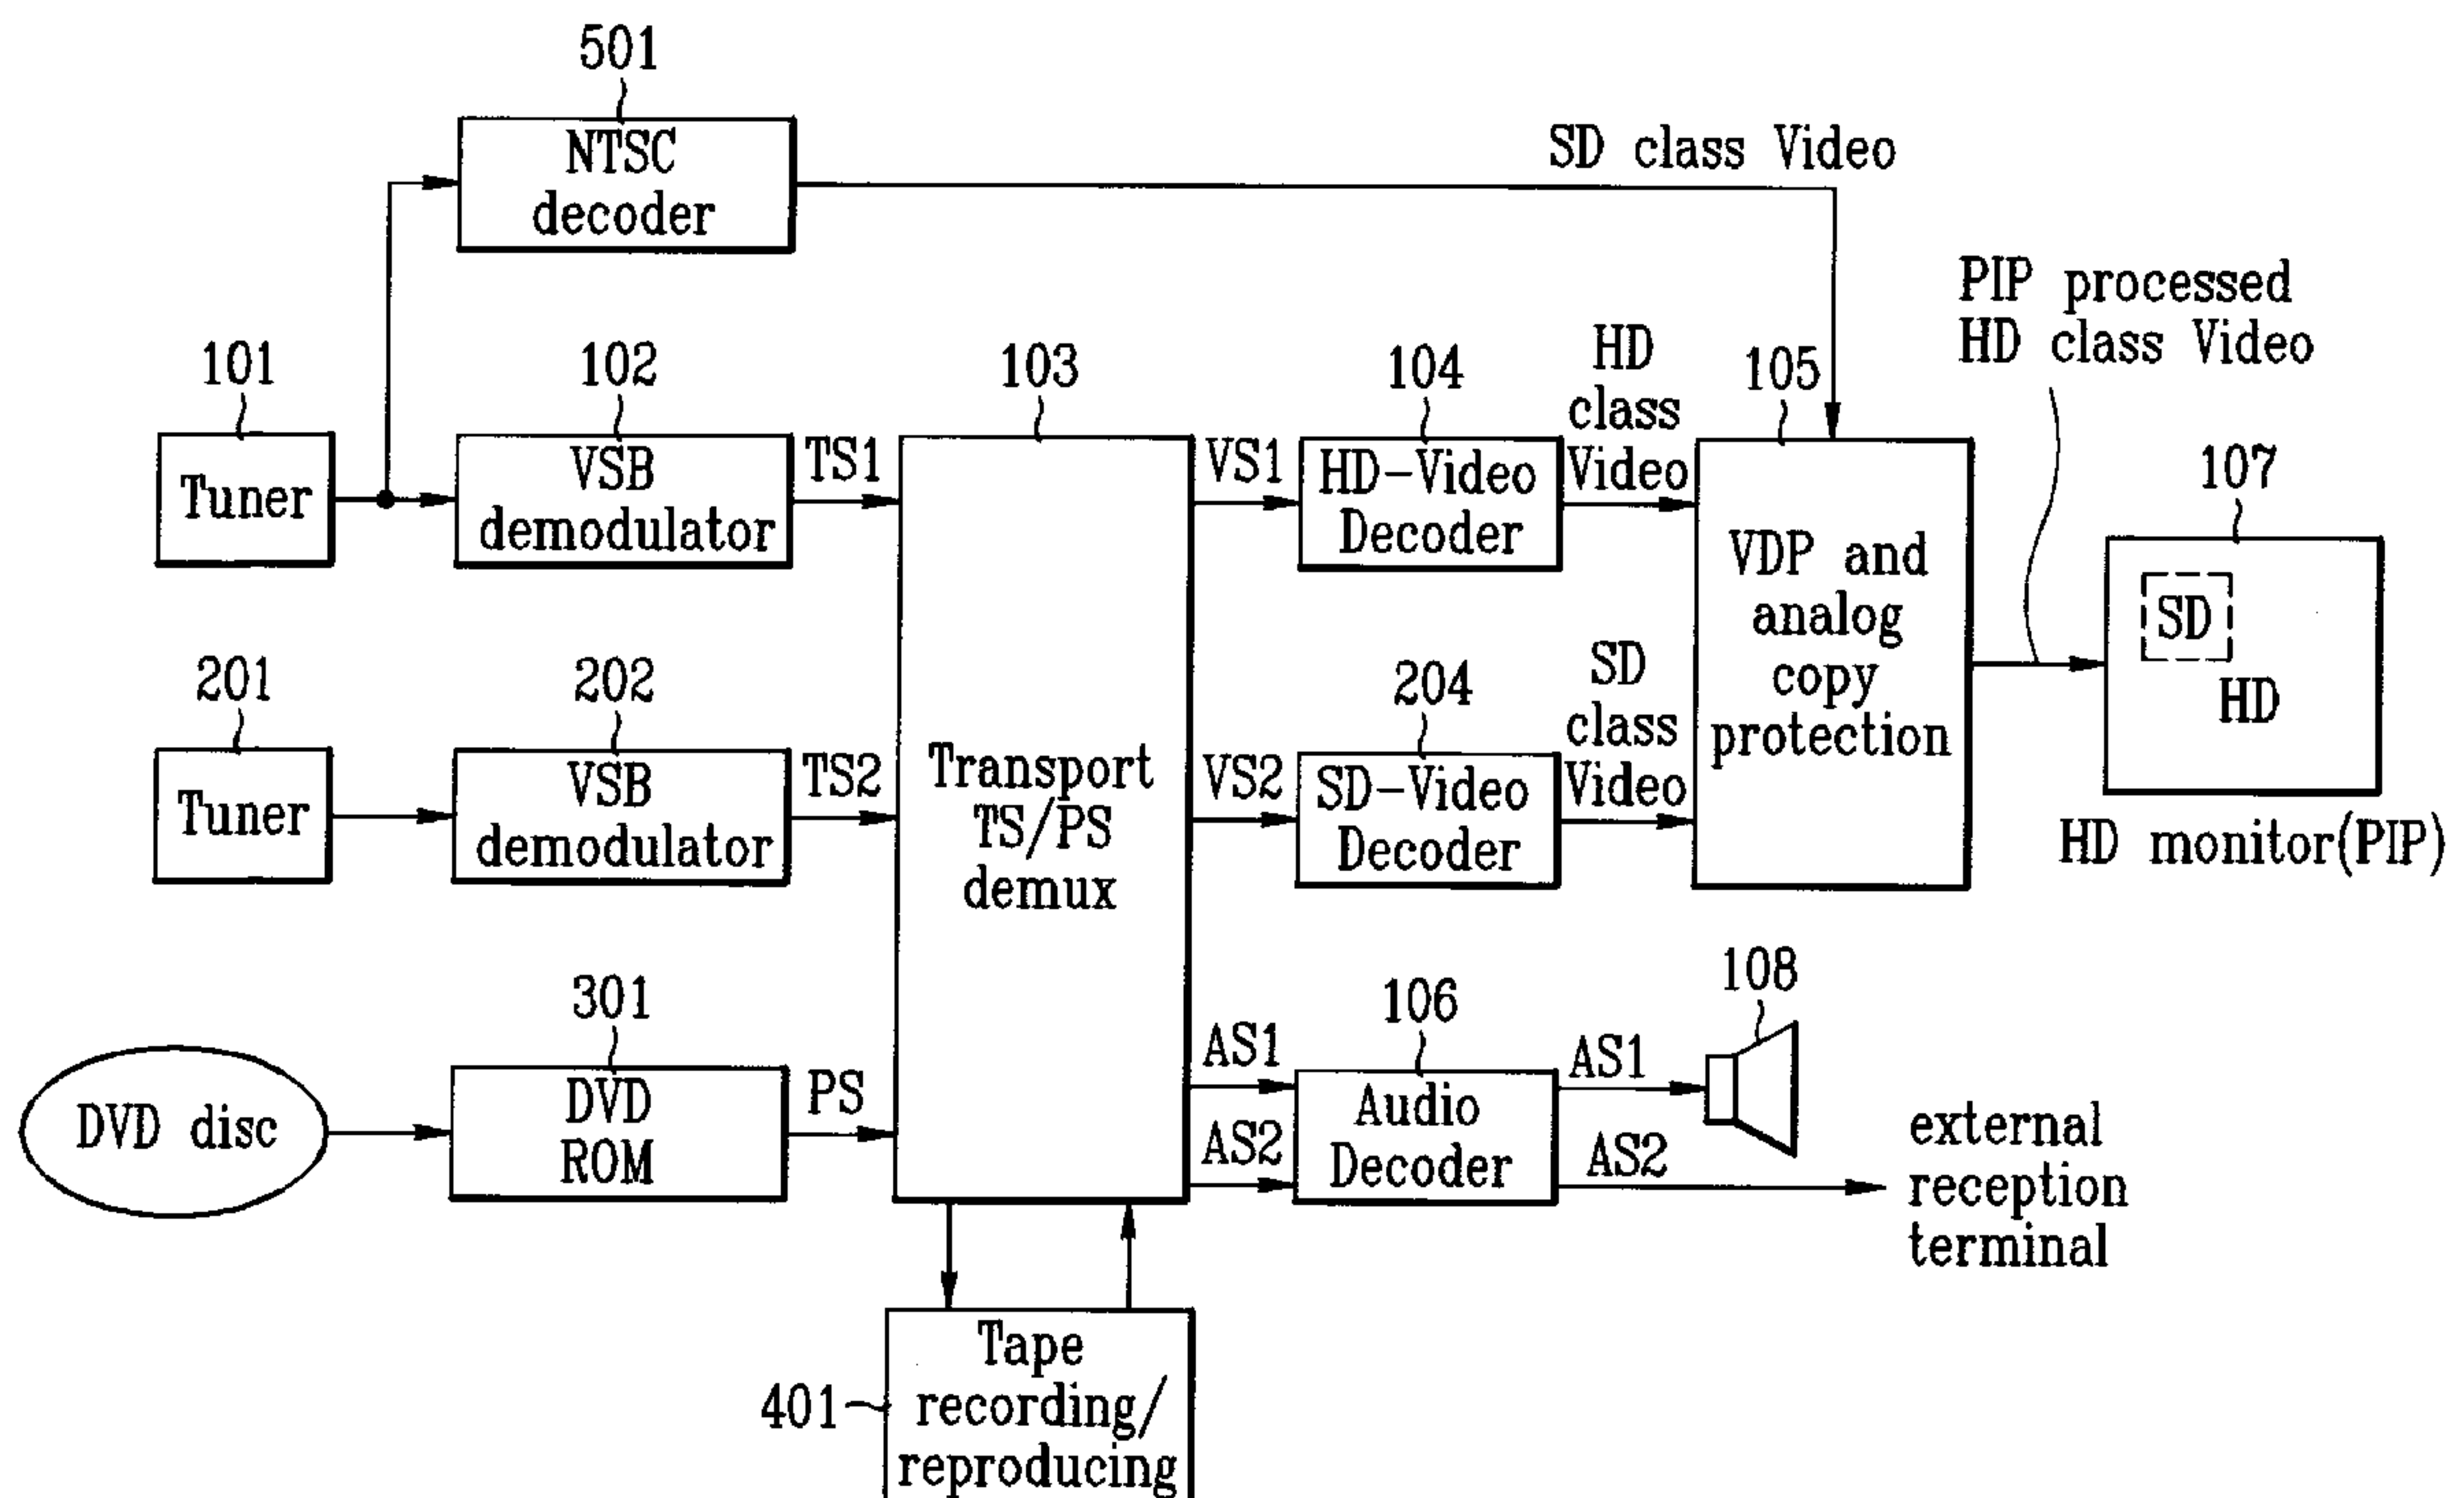 501
NTSC
decoder
SD class Video
PIP processed
HD class Video
101
Tuner
102
VSB
demodulator
TS1
103
Transport
TS/PS
demux
VS1
104
HD-Video
Decoder
HD
class
Video
105
VDP and
analog
copy
protection
107
SD
HD
HD monitor(PIP)
201
Tuner
202
VSB
demodulator
TS2
VS2
204
SD-Video
Decoder
SD
class
Video
DVD disc
301
DVD
ROM
PS
AS1
AS2
106
Audio
Decoder
AS1
AS2
108
external
reception
terminal
401
Tape
recording/
reproducing